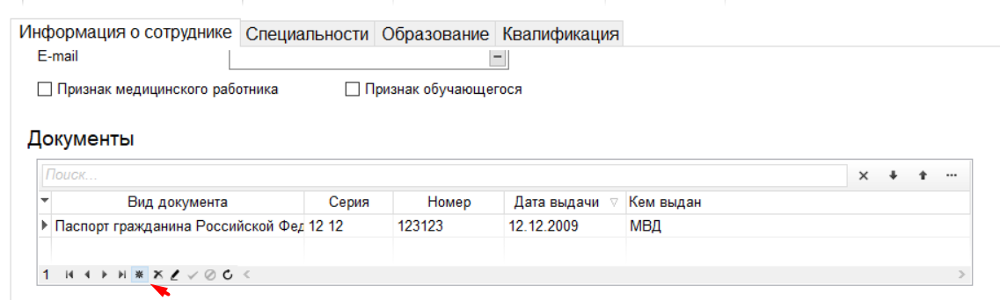 Информация о сотруднике Специальности Образование Квалификация
E-mail
Признак медицинского работника Признак обучающегося
Документы
Поиск...
Вид документа Серия Номер Дата выдачи Кем выдан
Паспорт гражданина Российской Фед 12 12 123123 12.12.2009 МВД
1